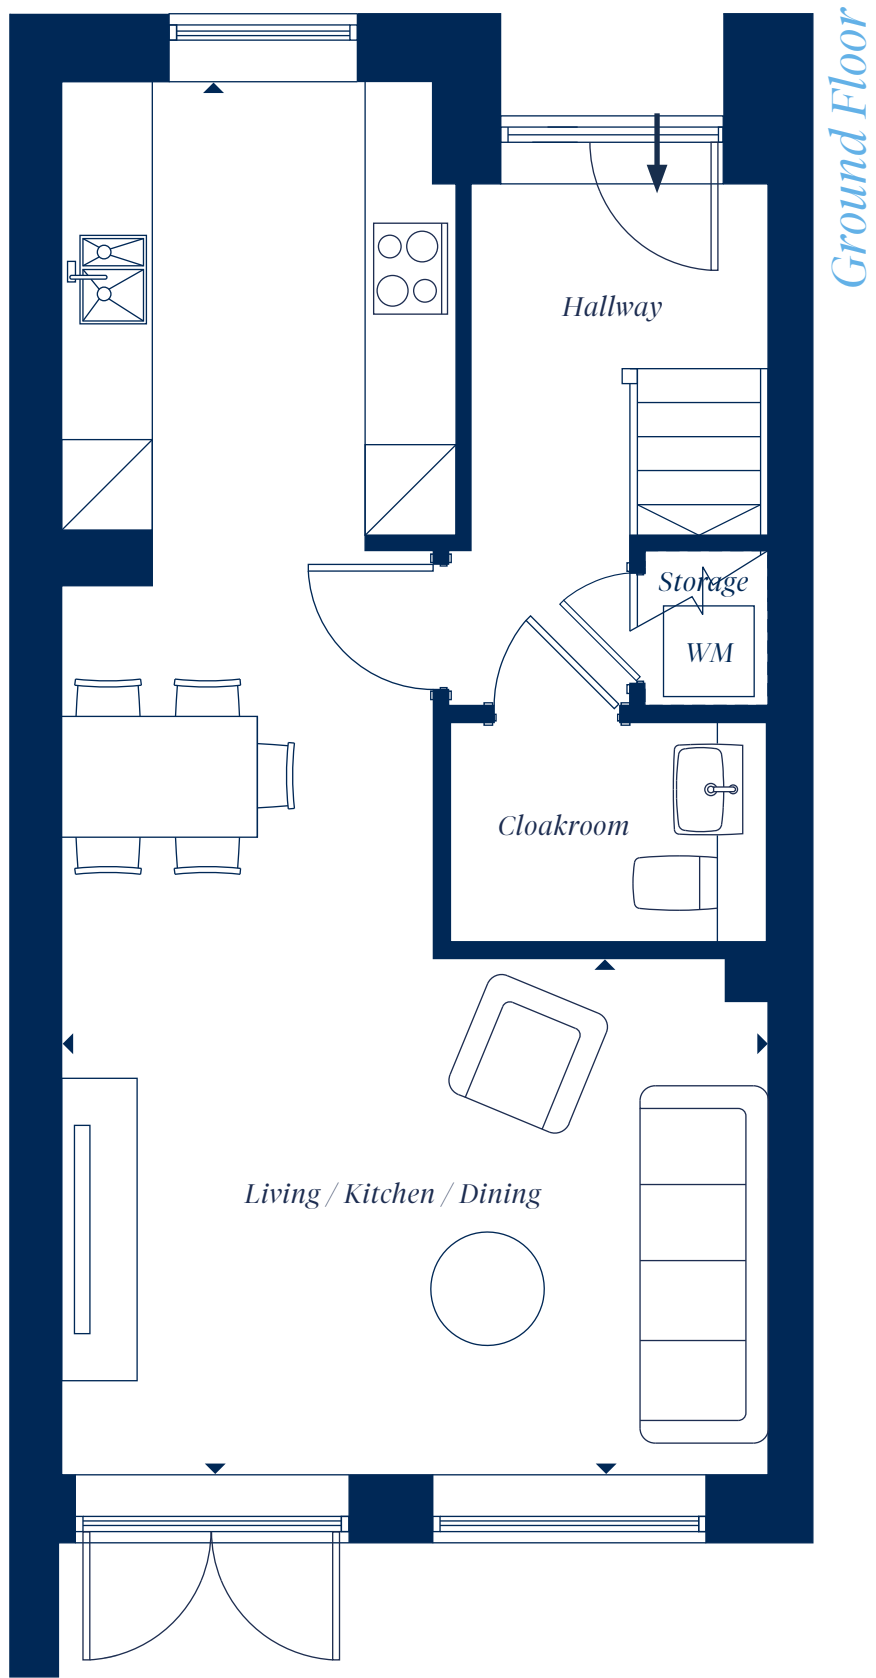 Ground Floor
Hallway
Storage
WM
Cloakroom
Living / Kitchen / Dining